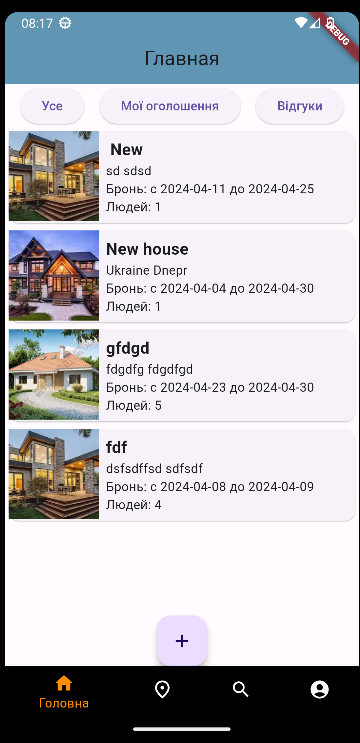 08:17
DEBUG
Главная
Усе
Мої оголошення
Відгуки
New
sd sdsd
Бронь: с 2024-04-11 до 2024-04-25
Людей: 1
New house
Ukraine Dnepr
Бронь: с 2024-04-04 до 2024-04-30
Людей: 1
gfdgd
fdgdfg fdgdfgd
Бронь: с 2024-04-23 до 2024-04-30
Людей: 5
fdf
dsfsdffsd sdfsdf
Бронь: с 2024-04-08 до 2024-04-09
Людей: 4
+
Головна